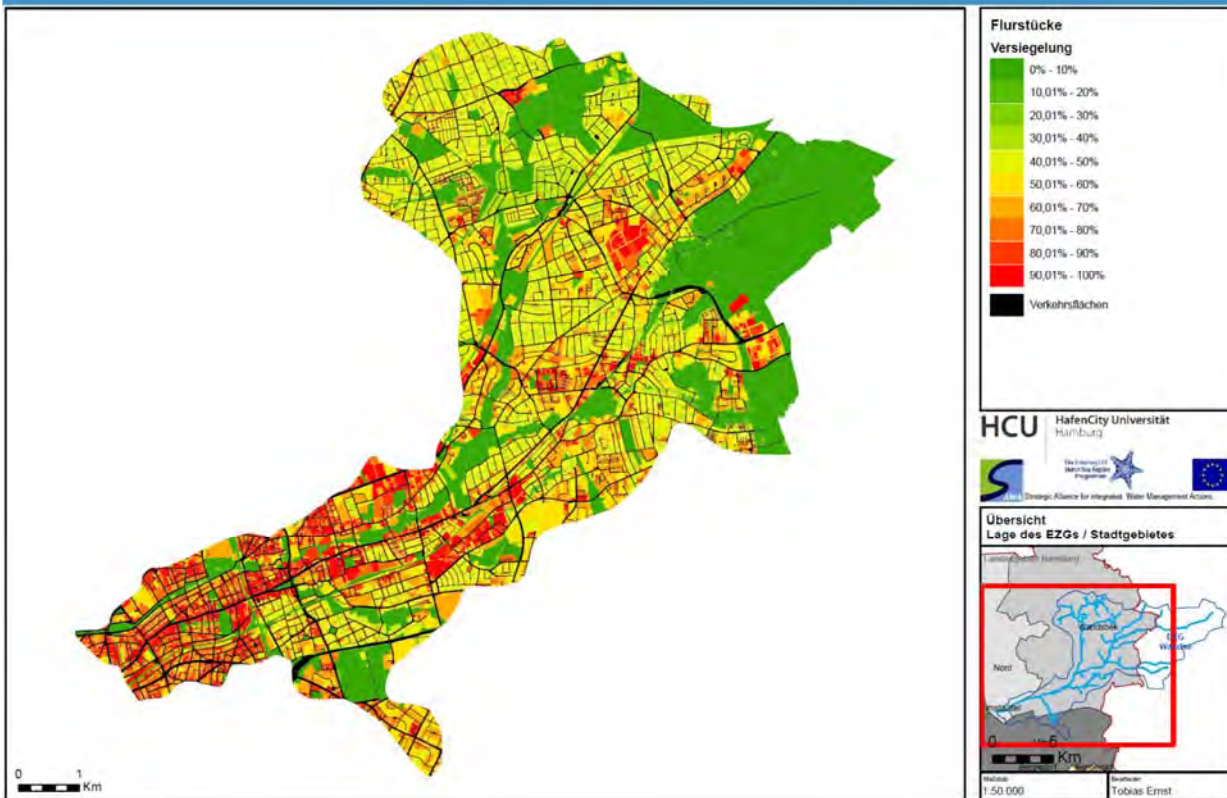 Flurstücke
Versiegelung
0% - 10%
10,01% - 20%
20,01% - 30%
30,01% - 40%
40,01% - 50%
50,01% - 60%
60,01% - 70%
70,01% - 80%
80,01% - 90%
90,01% - 100%
Verkehrsflächen
HCU HafenCity Universität
Hamburg
Strategic Alliance for integrated Water Management Actions
Übersicht
Lage des EZGs / Stadtgebietes
Wandsbek
Nord
0 5
Km
0 1
Km
Maßstab
1:50 000
Bearbeiter
Tobias Ernst